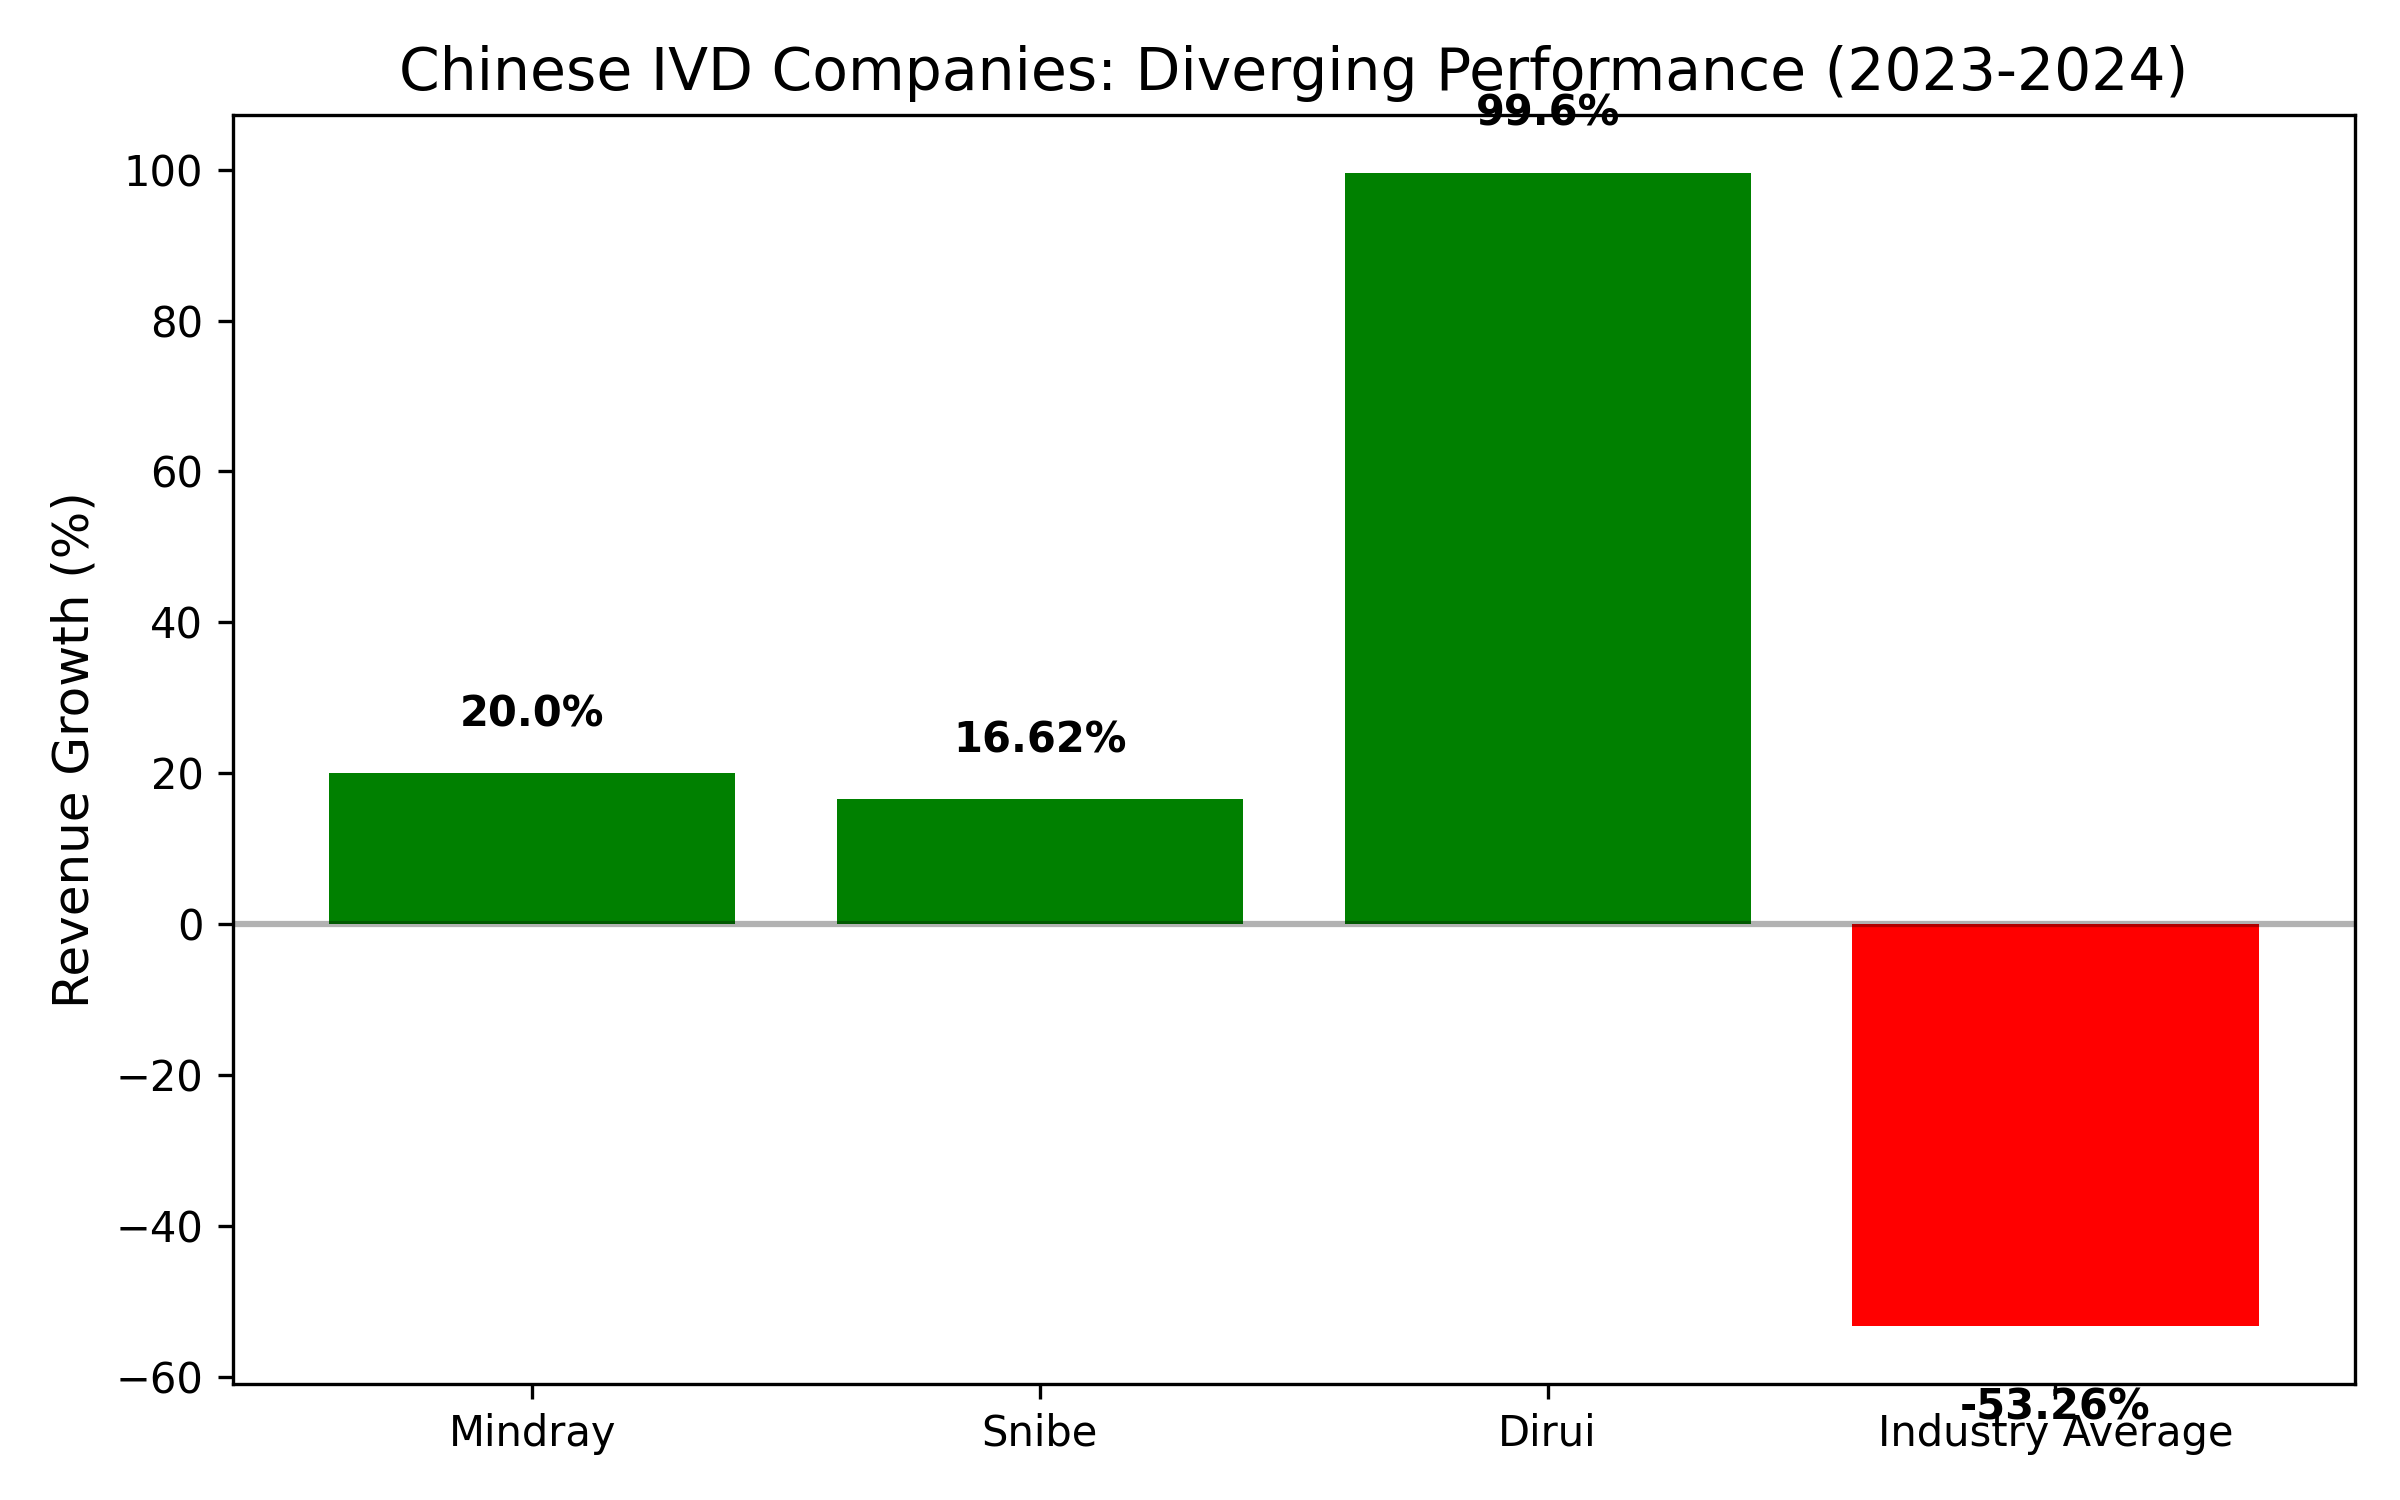 Chinese IVD Companies: Diverging Performance (2023-2024)
99.6%
100
80
60
40
20
0
−20
−40
−60
Revenue Growth (%)
20.0%
16.62%
-53.26%
Mindray
Snibe
Dirui
Industry Average